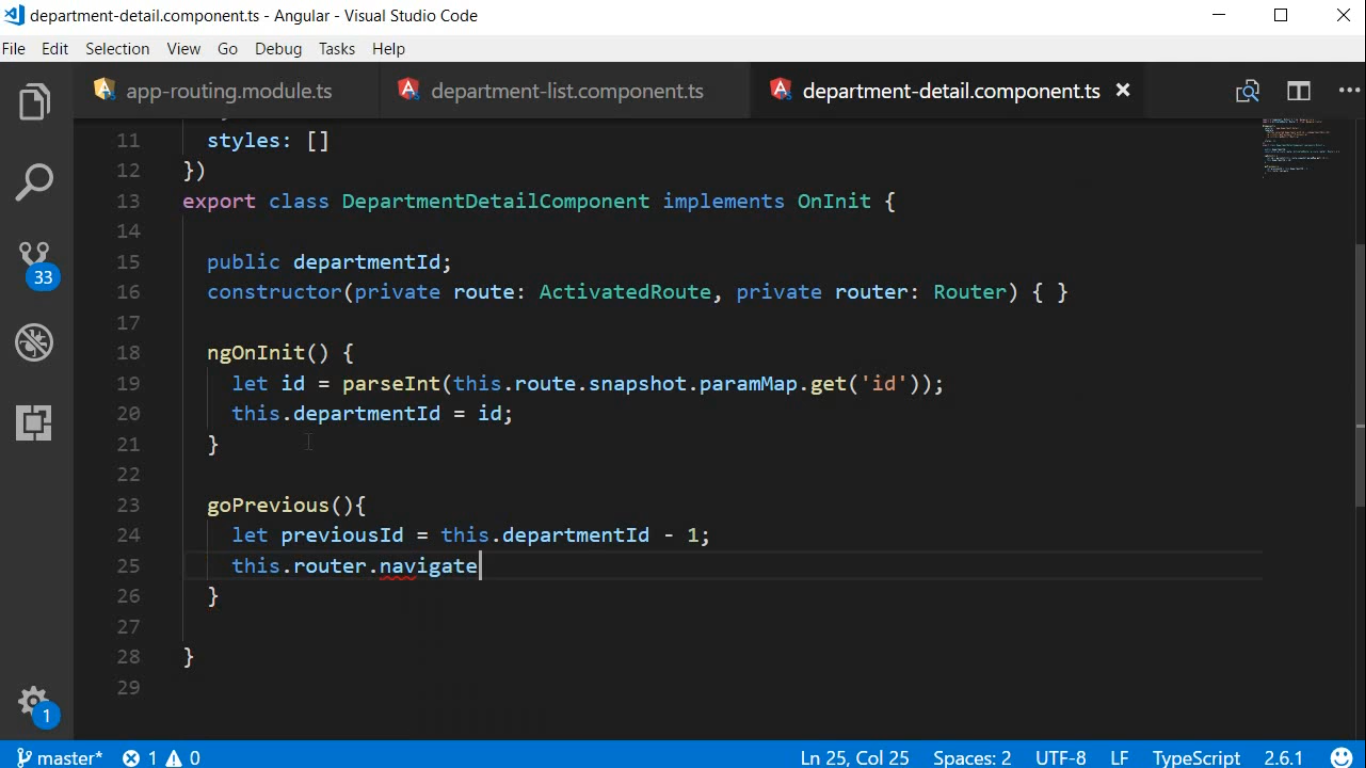 department-detail.component.ts - Angular - Visual Studio Code
File Edit Selection View Go Debug Tasks Help
app-routing.module.ts department-list.component.ts department-detail.component.ts
11 styles: []
12 })
13 export class DepartmentDetailComponent implements OnInit {
14
15 public departmentId;
16 constructor(private route: ActivatedRoute, private router: Router) { }
17
18 ngOnInit() {
19 let id = parseInt(this.route.snapshot.paramMap.get('id'));
20 this.departmentId = id;
21 }
22
23 goPrevious(){
24 let previousId = this.departmentId - 1;
25 this.router.navigate
26 }
27
28 }
29
33
1
master* 1 0 Ln 25, Col 25 Spaces: 2 UTF-8 LF TypeScript 2.6.1